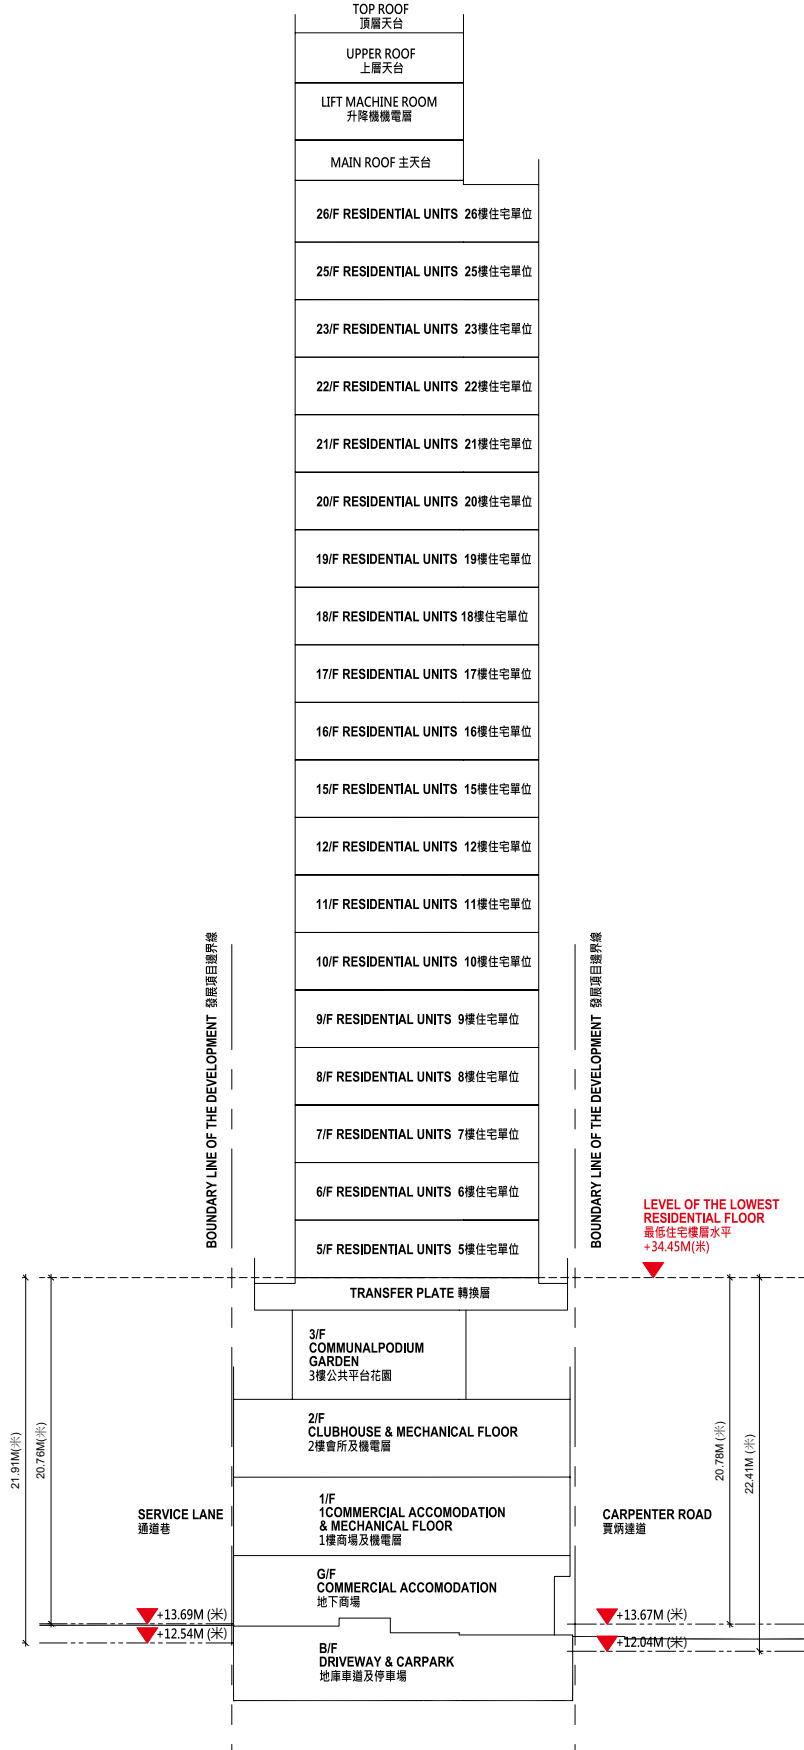 TOP ROOF
頂層天台
UPPER ROOF
上層天台
LIFT MACHINE ROOM
升降機機電層
MAIN ROOF 主天台
26/F RESIDENTIAL UNITS 26樓住宅單位
25/F RESIDENTIAL UNITS 25樓住宅單位
23/F RESIDENTIAL UNITS 23樓住宅單位
22/F RESIDENTIAL UNITS 22樓住宅單位
21/F RESIDENTIAL UNITS 21樓住宅單位
20/F RESIDENTIAL UNITS 20樓住宅單位
19/F RESIDENTIAL UNITS 19樓住宅單位
18/F RESIDENTIAL UNITS 18樓住宅單位
17/F RESIDENTIAL UNITS 17樓住宅單位
16/F RESIDENTIAL UNITS 16樓住宅單位
15/F RESIDENTIAL UNITS 15樓住宅單位
12/F RESIDENTIAL UNITS 12樓住宅單位
11/F RESIDENTIAL UNITS 11樓住宅單位
10/F RESIDENTIAL UNITS 10樓住宅單位
9/F RESIDENTIAL UNITS 9樓住宅單位
8/F RESIDENTIAL UNITS 8樓住宅單位
7/F RESIDENTIAL UNITS 7樓住宅單位
6/F RESIDENTIAL UNITS 6樓住宅單位
5/F RESIDENTIAL UNITS 5樓住宅單位
BOUNDARY LINE OF THE DEVELOPMENT 發展項目邊界線
BOUNDARY LINE OF THE DEVELOPMENT 發展項目邊界線
LEVEL OF THE LOWEST
RESIDENTIAL FLOOR
最低住宅樓層水平
+34.45M(米)
TRANSFER PLATE 轉換層
3/F
COMMUNALPODIUM
GARDEN
3樓公共平台花園
2/F
CLUBHOUSE & MECHANICAL FLOOR
2樓會所及機電層
21.91M(米)
20.76M(米)
20.78M (米)
22.41M (米)
SERVICE LANE
通道巷
1/F
1COMMERCIAL ACCOMODATION
& MECHANICAL FLOOR
1樓商場及機電層
CARPENTER ROAD
賈炳達道
G/F
COMMERCIAL ACCOMODATION
地下商場
+13.69M (米)
+12.54M (米)
+13.67M (米)
+12.04M (米)
B/F
DRIVEWAY & CARPARK
地庫車道及停車場